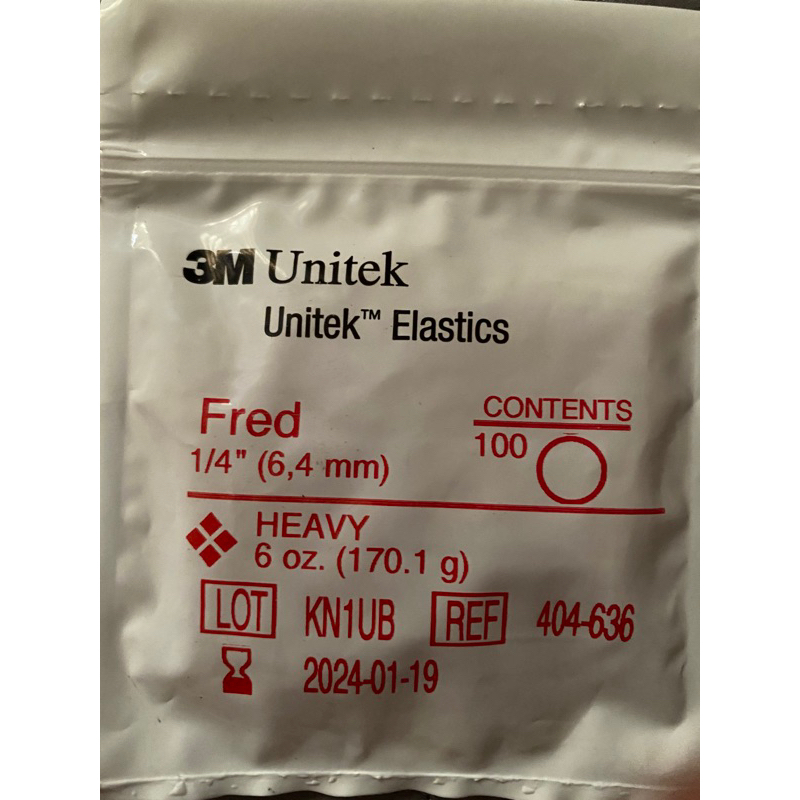 3M Unitek
Unitek™ Elastics
Fred
1/4" (6,4 mm)
CONTENTS
100
HEAVY
6 oz. (170.1 g)
LOT KN1UB REF 404-636
2024-01-19